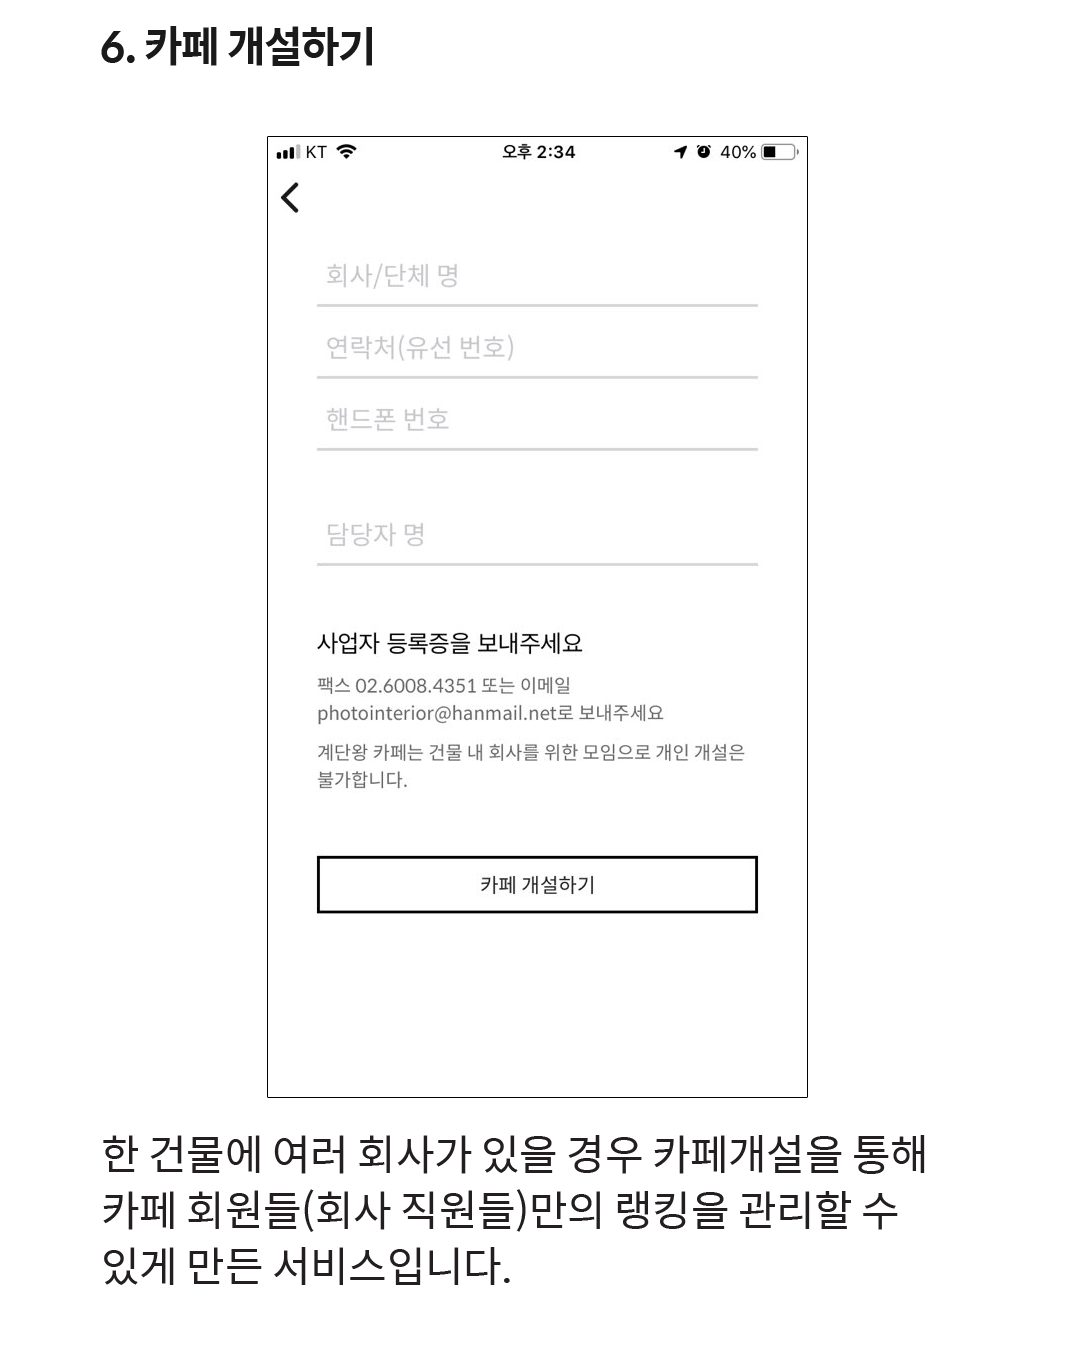 6. 카페 개설하기
KT 오후 2:34 40%
회사/단체 명
연락처(유선 번호)
핸드폰 번호
담당자 명
사업자 등록증을 보내주세요
팩스 02.6008.4351 또는 이메일
photointerior@hanmail.net로 보내주세요
계단왕 카페는 건물 내 회사를 위한 모임으로 개인 개설은
불가합니다.
카페 개설하기
한 건물에 여러 회사가 있을 경우 카페개설을 통해
카페 회원들(회사 직원들)만의 랭킹을 관리할 수
있게 만든 서비스입니다.